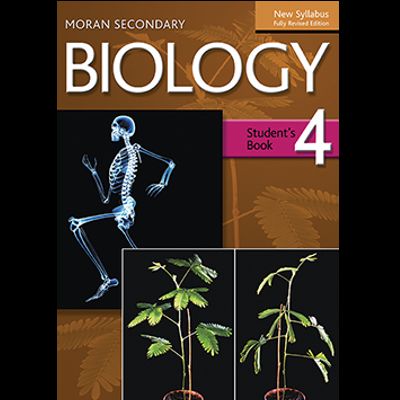 MORAN SECONDARY
New Syllabus
Fully Revised Edition
BIOLOGY
Student's
Book
4